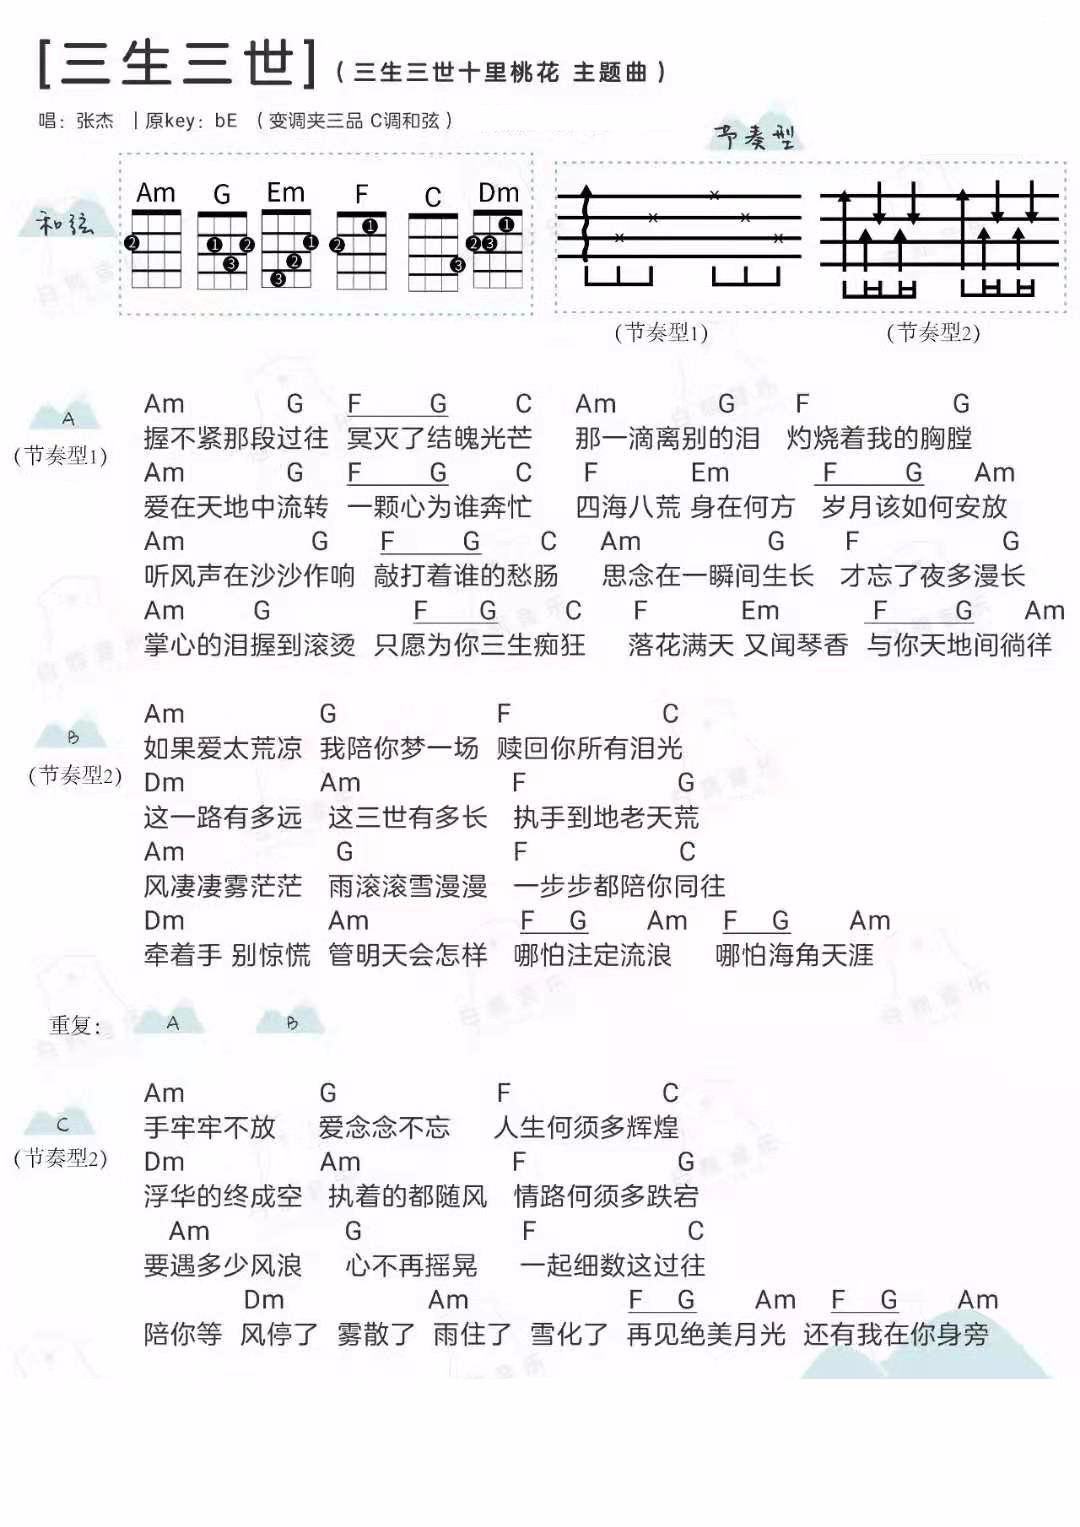 [三生三世] (三生三世十里桃花 主题曲)
唱：张杰 | 原key：bE (变调夹三品 C调和弦)
节奏型
和弦
Am G Em F C Dm
2 1 2 3 1 2 3 1 2 3 1 2 3
(节奏型1) (节奏型2)
A
(节奏型1)
Am G F G C Am G F G
握不紧那段过往 冥灭了结魄光芒 那一滴离别的泪 灼烧着我的胸膛
Am G F G C F Em F G Am
爱在天地中流转 一颗心为谁奔忙 四海八荒 身在何方 岁月该如何安放
Am G F G C Am G F G
听风声在沙沙作响 敲打着谁的愁肠 思念在一瞬间生长 才忘了夜多漫长
Am G F G C F Em F G Am
掌心的泪握到滚烫 只愿为你三生痴狂 落花满天 又闻琴香 与你天地间徜徉
B
(节奏型2)
Am G F C
如果爱太荒凉 我陪你梦一场 赎回你所有泪光
Dm Am F G
这一路有多远 这三世有多长 执手到地老天荒
Am G F C
风凄凄雾茫茫 雨滚滚雪漫漫 一步步都陪你同往
Dm Am F G Am F G Am
牵着手 别惊慌 管明天会怎样 哪怕注定流浪 哪怕海角天涯
重复： A B
C
(节奏型2)
Am G F C
手牢牢不放 爱念念不忘 人生何须多辉煌
Dm Am F G
浮华的终成空 执着的都随风 情路何须多跌宕
Am G F C
要遇多少风浪 心不再摇晃 一起细数这过往
Dm Am F G Am F G Am
陪你等 风停了 雾散了 雨住了 雪化了 再见绝美月光 还有我在你身旁